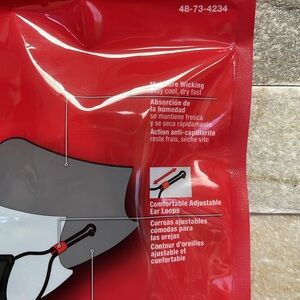 48-73-4234
Moisture Wicking
Stay cool, dry fast
Absorción de
la humedad
se mantiene fresca
y se seca rápidamente
Action anti-capillarité
reste frais, sèche vite
Comfortable Adjustable
Ear Loops
Correas ajustables
cómodas para
las orejas
Contour d'oreilles
ajustable et
confortable